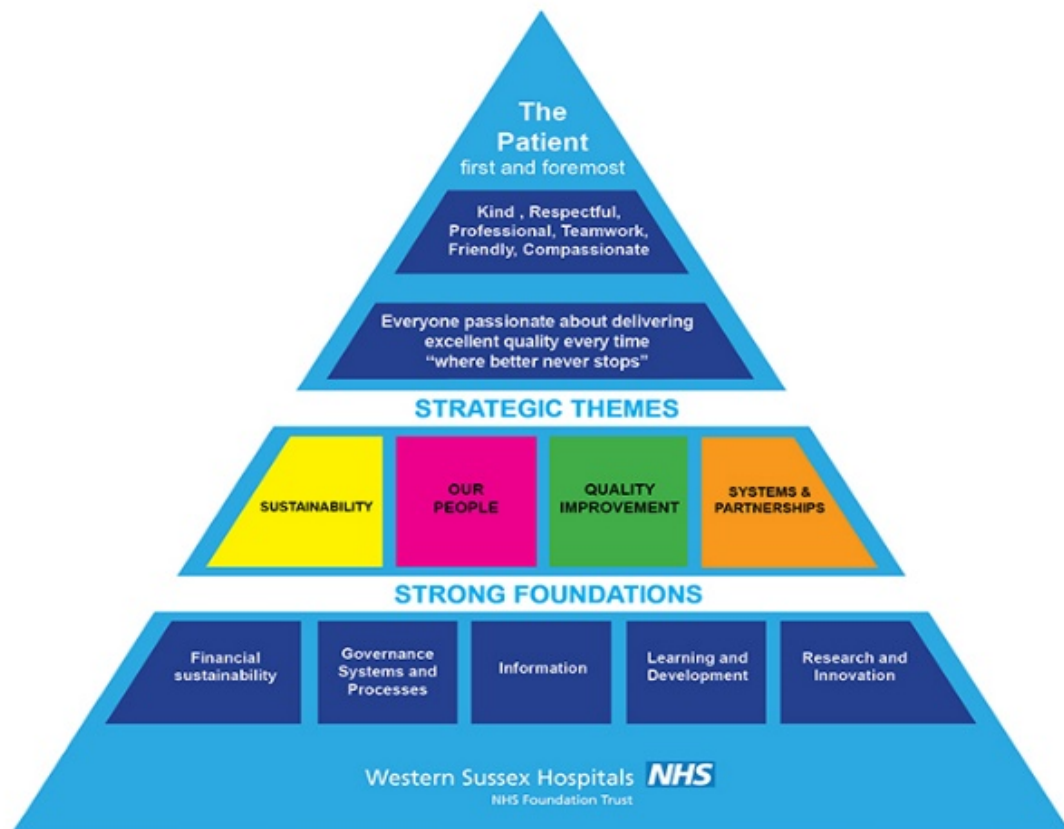 The
Patient
first and foremost
Kind , Respectful,
Professional, Teamwork,
Friendly, Compassionate
Everyone passionate about delivering
excellent quality every time
“where better never stops”
STRATEGIC THEMES
SUSTAINABILITY
OUR
PEOPLE
QUALITY
IMPROVEMENT
SYSTEMS &
PARTNERSHIPS
STRONG FOUNDATIONS
Financial
sustainability
Governance
Systems and
Processes
Information
Learning and
Development
Research and
Innovation
Western Sussex Hospitals NHS
NHS Foundation Trust